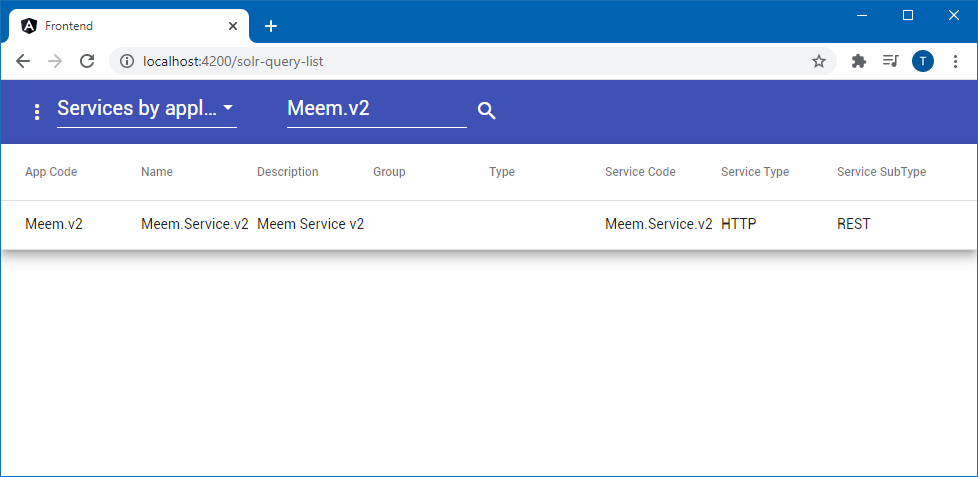 Frontend
localhost:4200/solr-query-list
T
Services by appl... Meem.v2
App Code Name Description Group Type Service Code Service Type Service SubType
Meem.v2 Meem.Service.v2 Meem Service v2 Meem.Service.v2 HTTP REST